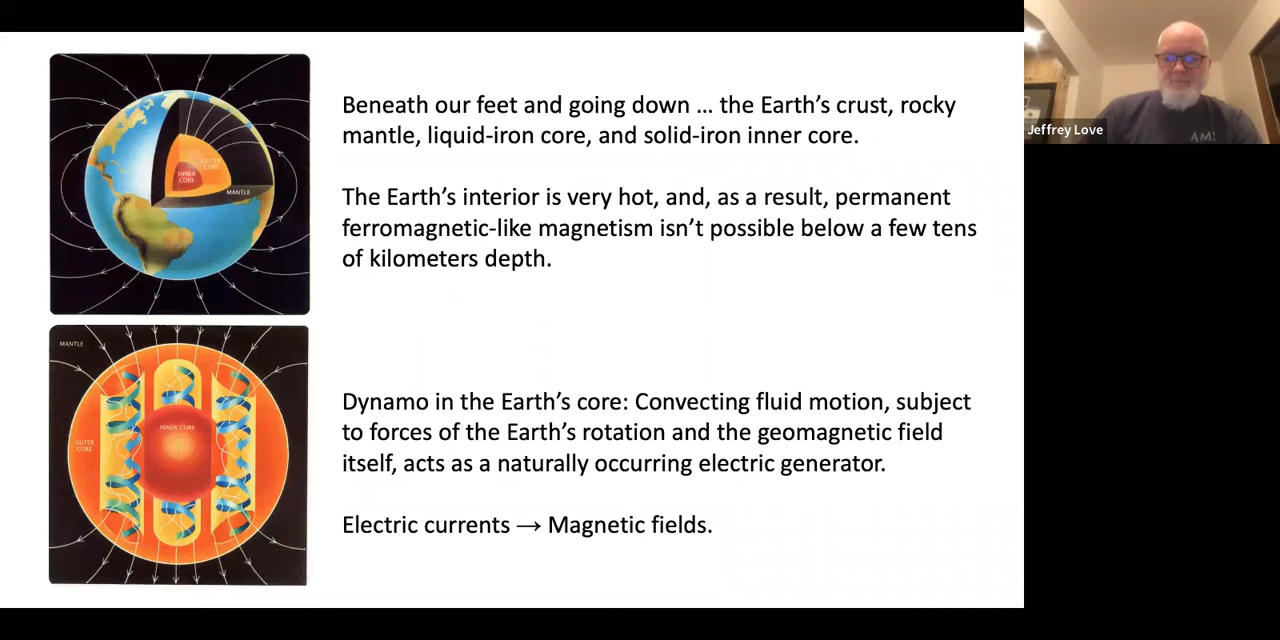 OUTER
CORE
INNER
CORE
MANTLE
Beneath our feet and going down … the Earth’s crust, rocky
mantle, liquid-iron core, and solid-iron inner core.
The Earth’s interior is very hot, and, as a result, permanent
ferromagnetic-like magnetism isn’t possible below a few tens
of kilometers depth.
MANTLE
INNER CORE
OUTER
CORE
Dynamo in the Earth’s core: Convecting fluid motion, subject
to forces of the Earth’s rotation and the geomagnetic field
itself, acts as a naturally occurring electric generator.
Electric currents → Magnetic fields.
Jeffrey Love